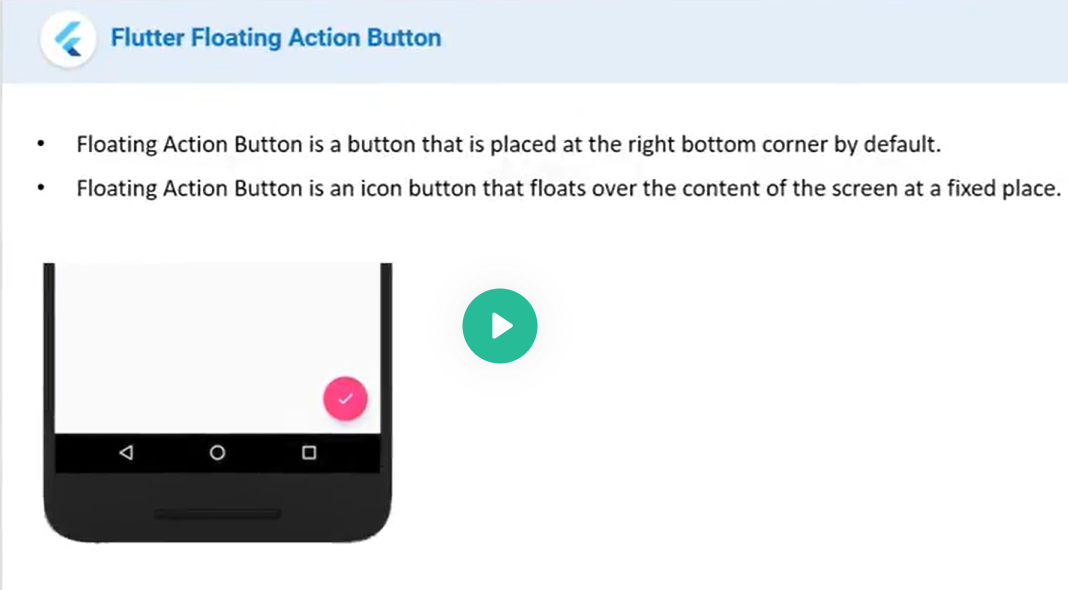 Flutter Floating Action Button
• Floating Action Button is a button that is placed at the right bottom corner by default.
• Floating Action Button is an icon button that floats over the content of the screen at a fixed place.